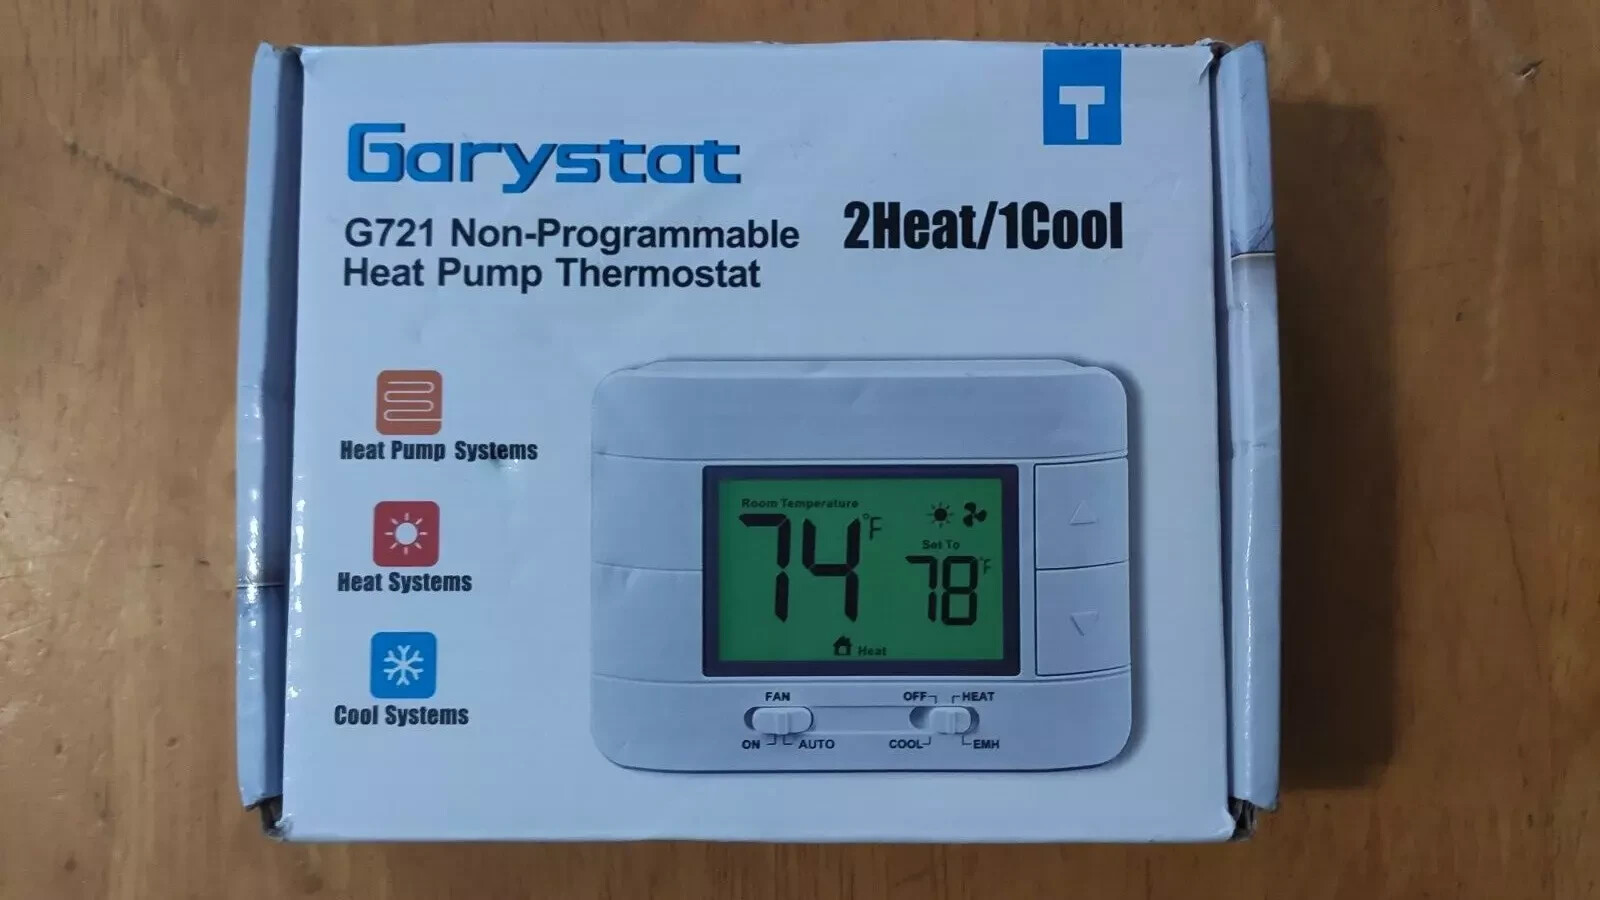 T
Garystat
G721 Non-Programmable
Heat Pump Thermostat
2Heat/1Cool
Heat Pump Systems
Heat Systems
Cool Systems
Room Temperature
74°F
Set To
78°F
Heat
FAN
ON AUTO
OFF HEAT
COOL EMH